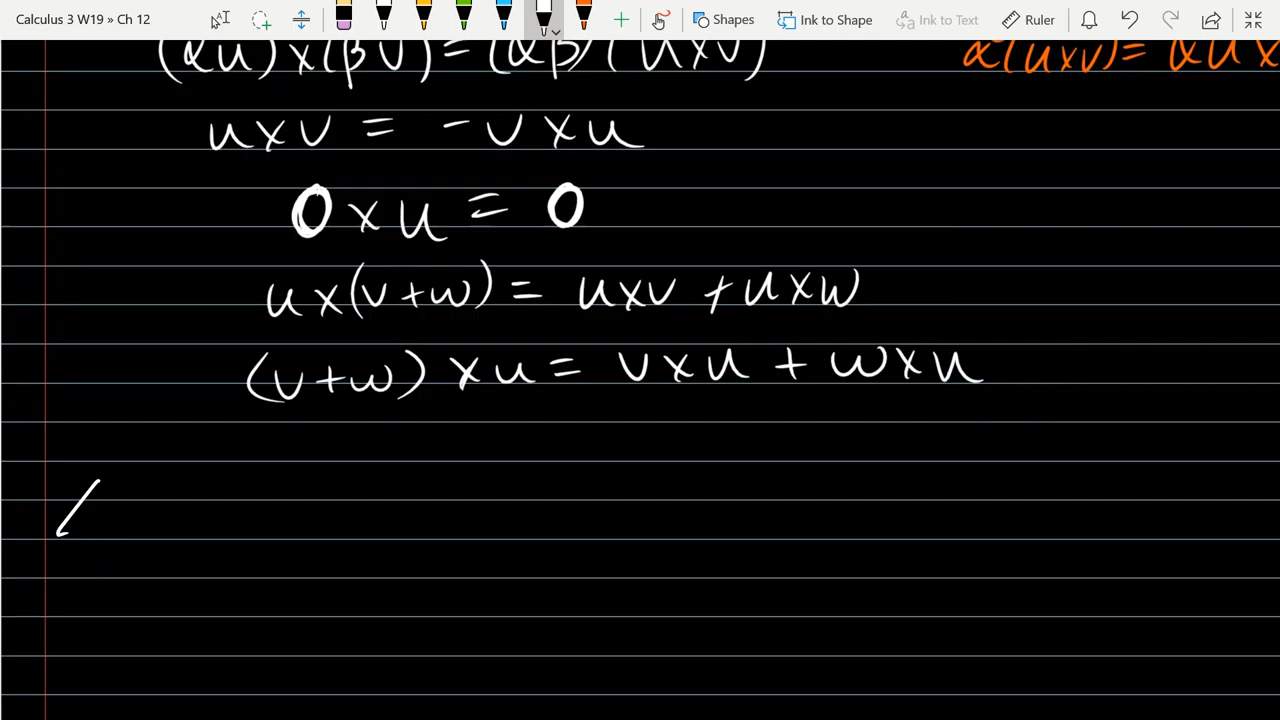 Calculus 3 W19 » Ch 12
Shapes
Ink to Shape
Ink to Text
Ruler
(αu)×(βv)=(αβ)(u×v)
α(u×v)=αu×
u×v = -v×u
0×u=0
u×(v+w)= u×v+u×w
(v+w)×u= v×u+w×u